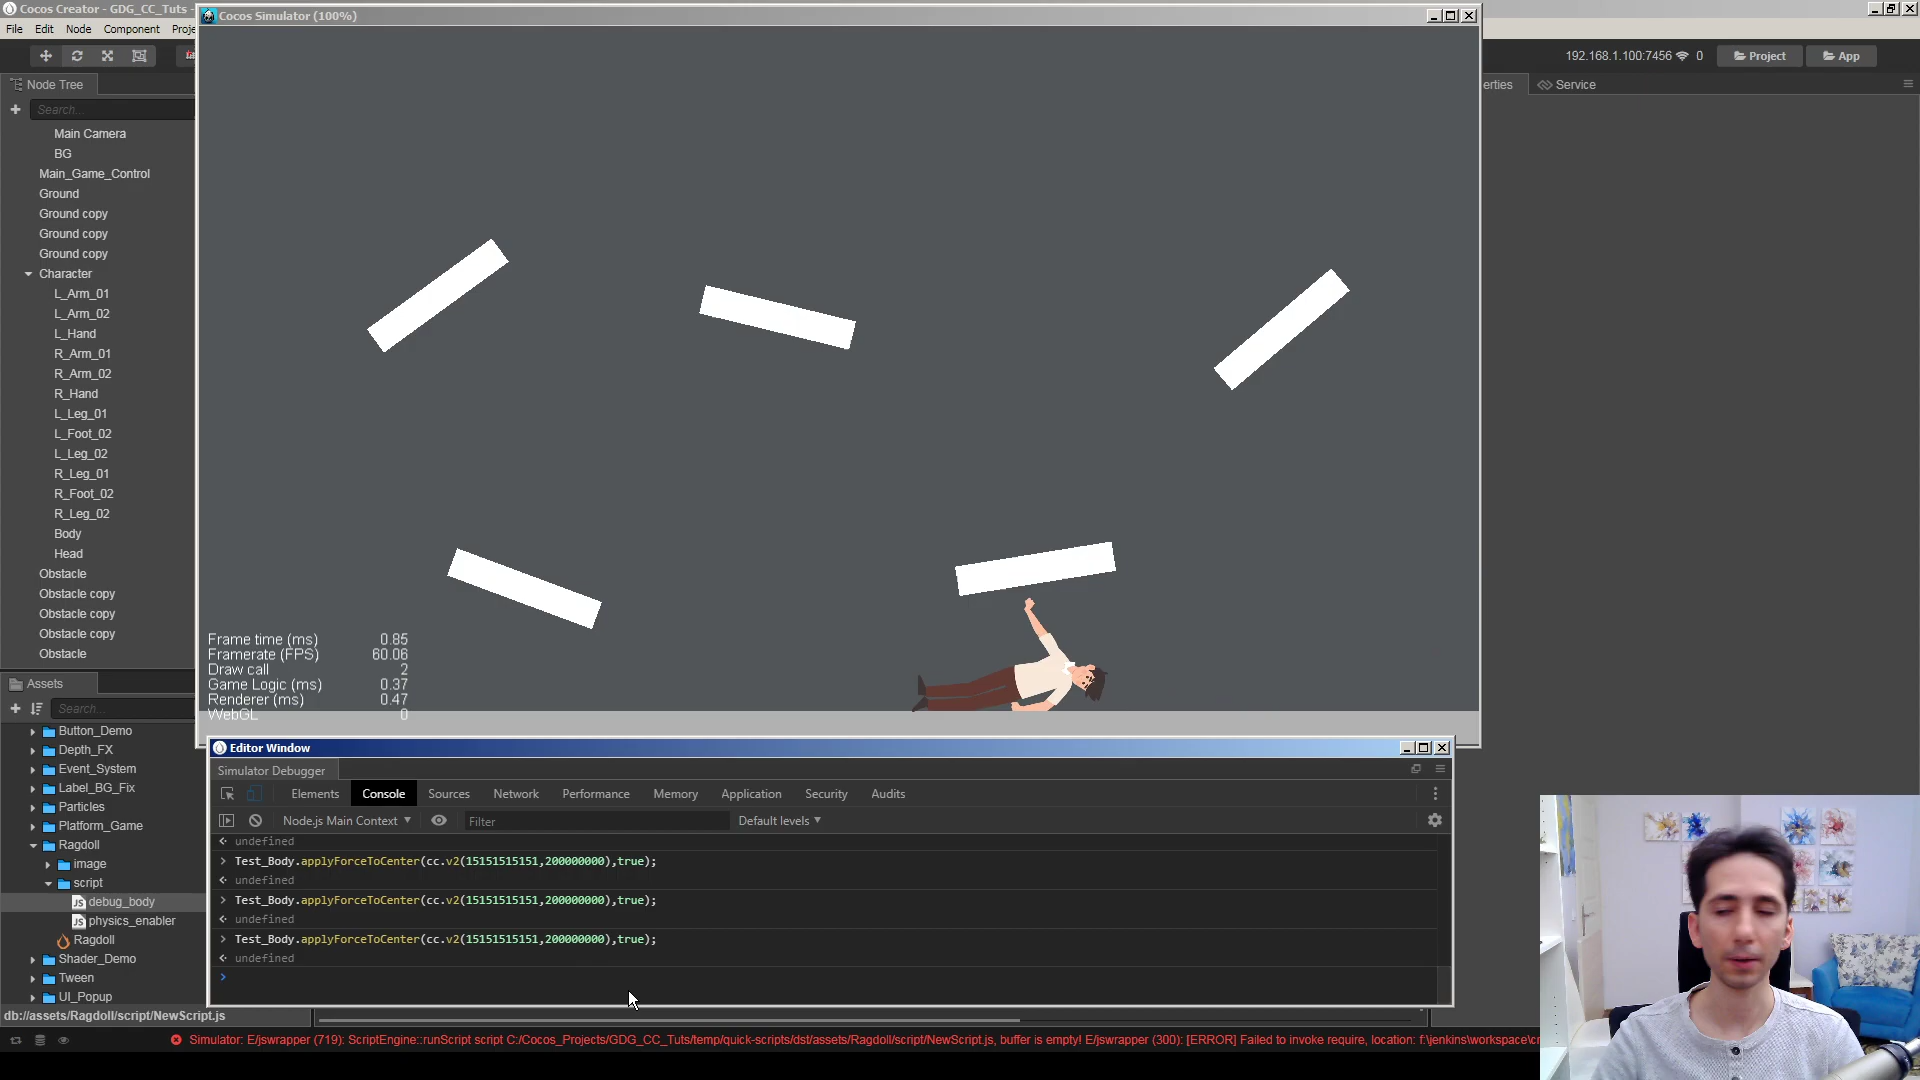 Cocos Creator - GDG_CC_Tuts -
Cocos Simulator (100%)
File Edit Node Component Proje
192.168.1.100:7456 0 Project App
Node Tree
erties
Service
Search...
Main Camera
BG
Main_Game_Control
Ground
Ground copy
Ground copy
Ground copy
Character
L_Arm_01
L_Arm_02
L_Hand
R_Arm_01
R_Arm_02
R_Hand
L_Leg_01
L_Foot_02
L_Leg_02
R_Leg_01
R_Foot_02
R_Leg_02
Body
Head
Obstacle
Obstacle copy
Obstacle copy
Obstacle copy
Obstacle
Frame time (ms) 0.85
Framerate (FPS) 60.06
Draw call 2
Game Logic (ms) 0.37
Renderer (ms) 0.47
WebGL 0
Assets
Search...
Button_Demo
Depth_FX
Event_System
Label_BG_Fix
Particles
Platform_Game
Ragdoll
image
script
debug_body
physics_enabler
Ragdoll
Shader_Demo
Tween
UI_Popup
db://assets/Ragdoll/script/NewScript.js
Editor Window
Simulator Debugger
Elements Console Sources Network Performance Memory Application Security Audits
Node.js Main Context Filter Default levels
undefined
Test_Body.applyForceToCenter(cc.v2(15151515151,200000000),true);
undefined
Test_Body.applyForceToCenter(cc.v2(15151515151,200000000),true);
undefined
Test_Body.applyForceToCenter(cc.v2(15151515151,200000000),true);
undefined
Simulator: E/jswrapper (719): ScriptEngine::runScript script C:/Cocos_Projects/GDG_CC_Tuts/temp/quick-scripts/dst/assets/Ragdoll/script/NewScript.js, buffer is empty! E/jswrapper (300): [ERROR] Failed to invoke require, location: f:\jenkins\workspace\cr